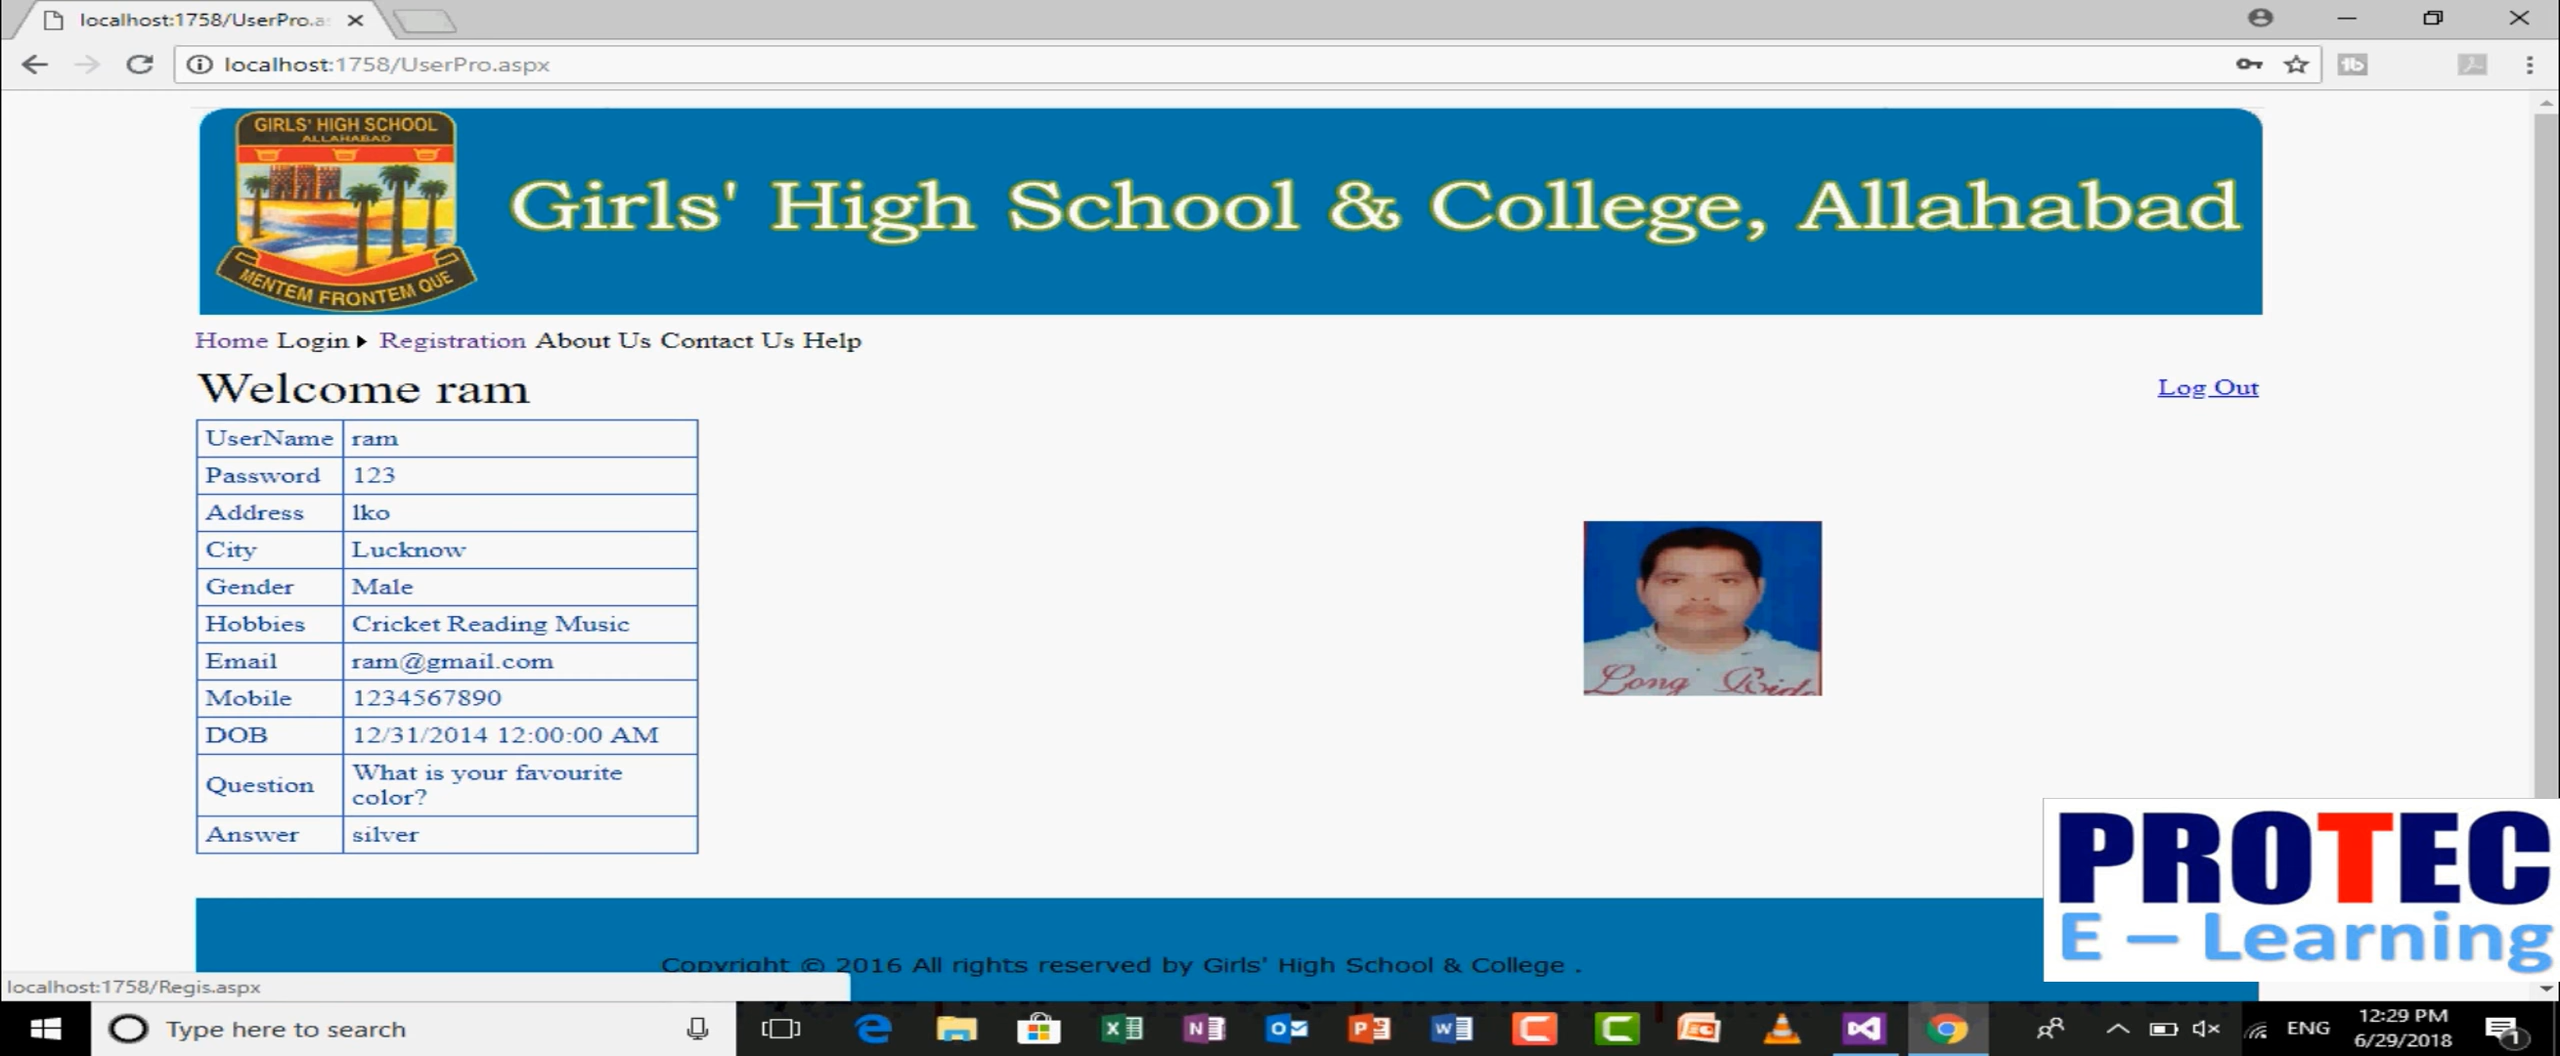 localhost:1758/UserPro.a
localhost:1758/UserPro.aspx
GIRLS' HIGH SCHOOL
ALLAHABAD
MENTEM FRONTEM QUE
Girls' High School & College, Allahabad
Home Login Registration About Us Contact Us Help
Welcome ram
Log Out
UserName ram
Password 123
Address lko
City Lucknow
Gender Male
Hobbies Cricket Reading Music
Email ram@gmail.com
Mobile 1234567890
DOB 12/31/2014 12:00:00 AM
Question What is your favourite
color?
Answer silver
Long
PROTEC
E – Learning
Copyright © 2016 All rights reserved by Girls' High School & College .
localhost:1758/Regis.aspx
Type here to search
ENG
12:29 PM
6/29/2018
1